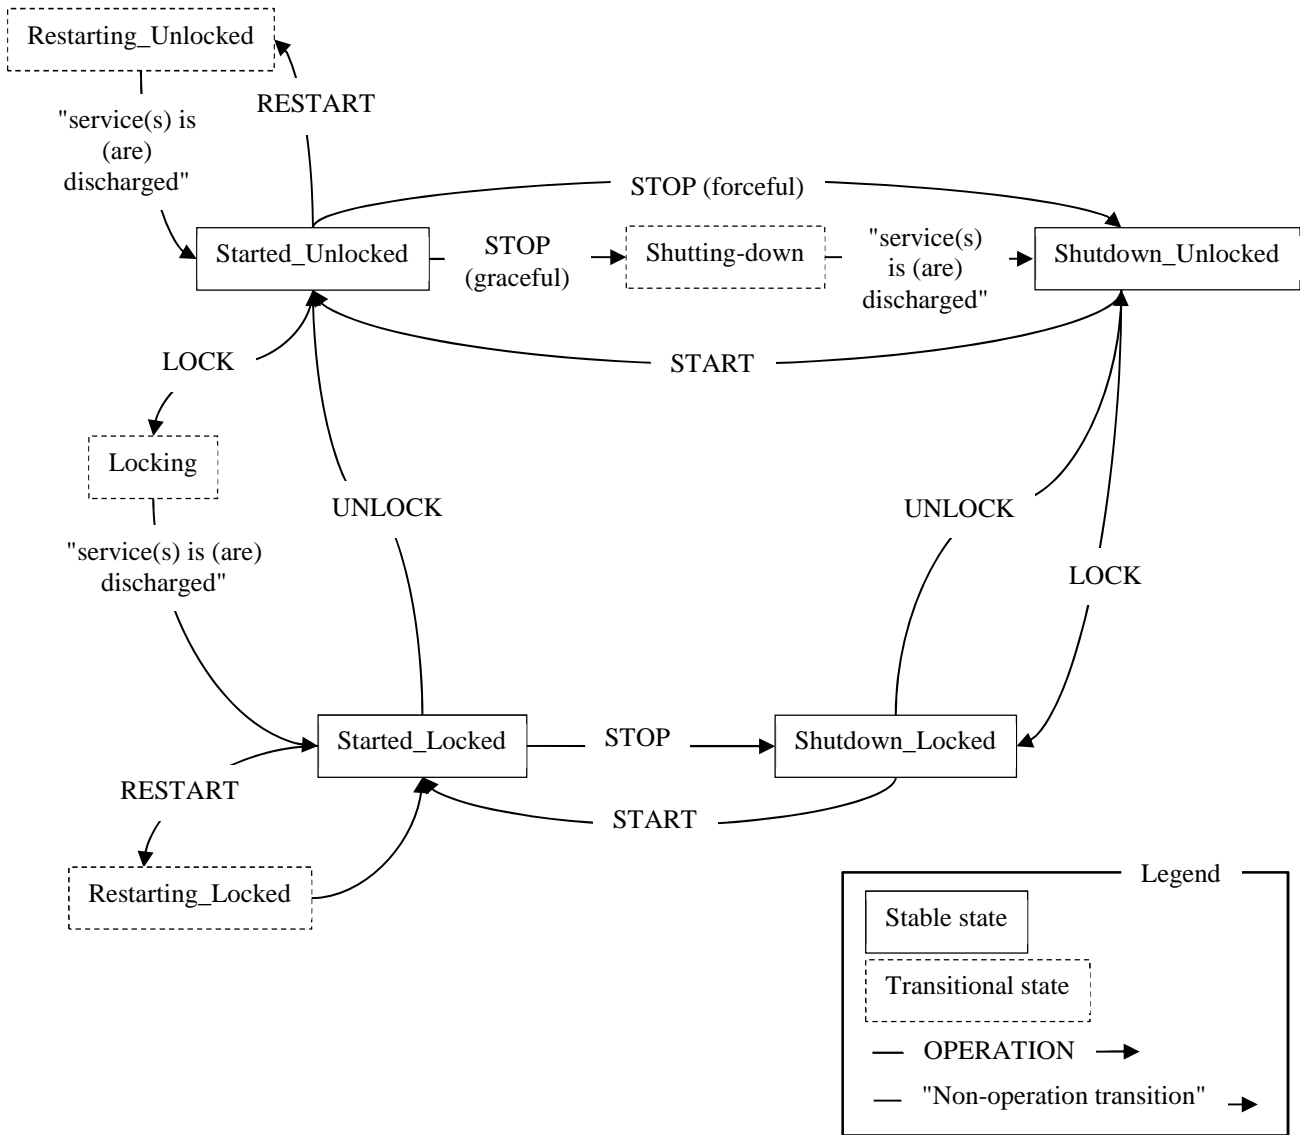 Restarting_Unlocked
RESTART
"service(s) is
(are)
discharged"
STOP (forceful)
Started_Unlocked
STOP
(graceful)
Shutting-down
"service(s)
is (are)
discharged"
Shutdown_Unlocked
LOCK
START
Locking
UNLOCK
UNLOCK
"service(s) is (are)
discharged"
LOCK
Started_Locked
STOP
Shutdown_Locked
RESTART
START
Restarting_Locked
Legend
Stable state
Transitional state
OPERATION
"Non-operation transition"